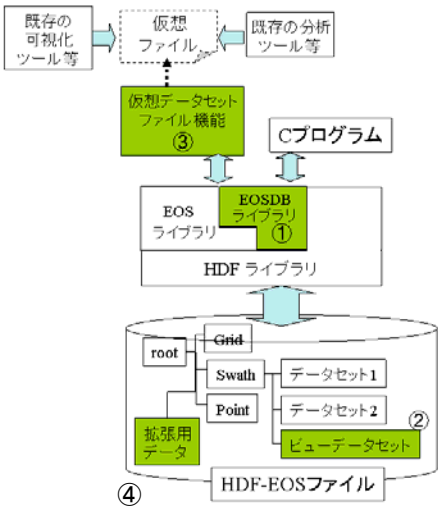 既存の
可視化
ツール等
仮想
ファイル
既存の分析
ツール等
仮想データセット
ファイル機能
③
Cプログラム
EOS
ライブラリ
EOSDB
ライブラリ
①
HDF ライブラリ
root
Grid
Swath
Point
データセット1
データセット2
②
ビューデータセット
拡張用
データ
HDF-EOSファイル
④